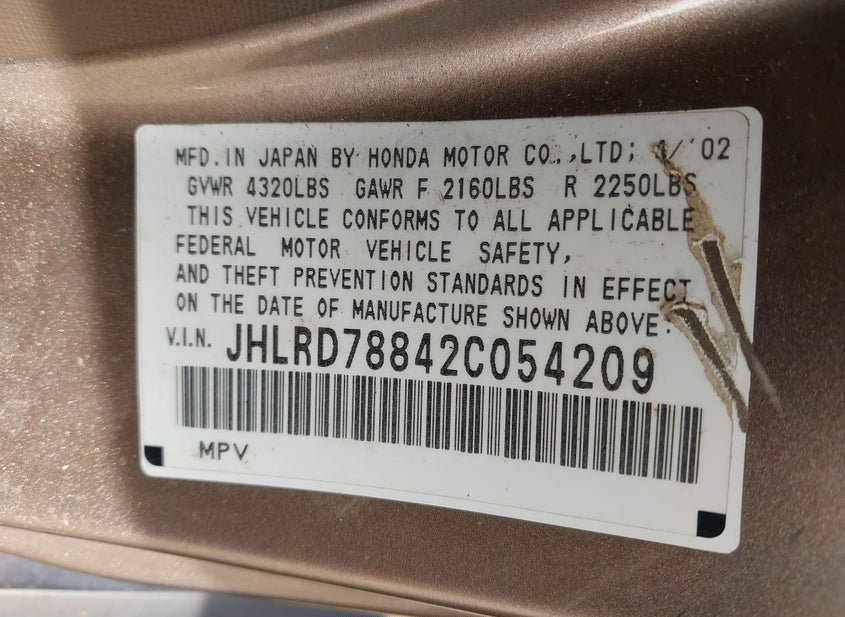 MFD. IN JAPAN BY HONDA MOTOR CO.,LTD; 1/'02
GVWR 4320LBS GAWR F 2160LBS R 2250LBS
THIS VEHICLE CONFORMS TO ALL APPLICABLE
FEDERAL MOTOR VEHICLE SAFETY,
AND THEFT PREVENTION STANDARDS IN EFFECT
ON THE DATE OF MANUFACTURE SHOWN ABOVE.
V.I.N. JHLRD78842C054209
MPV